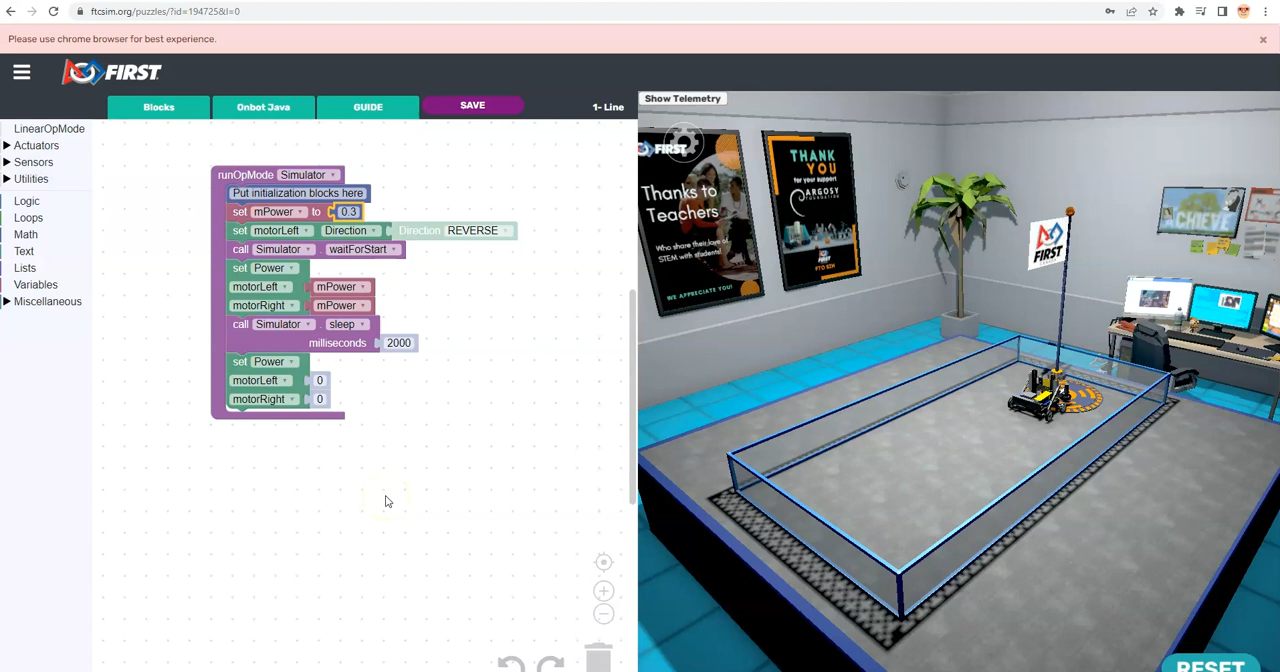 ftcsim.org/puzzles/?id=194725&l=0
Please use chrome browser for best experience.
×
FIRST
Blocks
Onbot Java
GUIDE
SAVE
1- Line
LinearOpMode
Actuators
Sensors
Utilities
Logic
Loops
Math
Text
Lists
Variables
Miscellaneous
runOpMode Simulator
Put initialization blocks here
set mPower to 0.3
set motorLeft . Direction Direction REVERSE
call Simulator . waitForStart
set Power
motorLeft mPower
motorRight mPower
call Simulator . sleep
milliseconds 2000
set Power
motorLeft 0
motorRight 0
Show Telemetry
FIRST
Thanks to
Teachers
Who share their love of
STEM with students!
WE APPRECIATE YOU!
THANK
YOU
for your support
ARGOSY
FOUNDATION
FTC SIM
FIRST
ACHIEVE
RESET